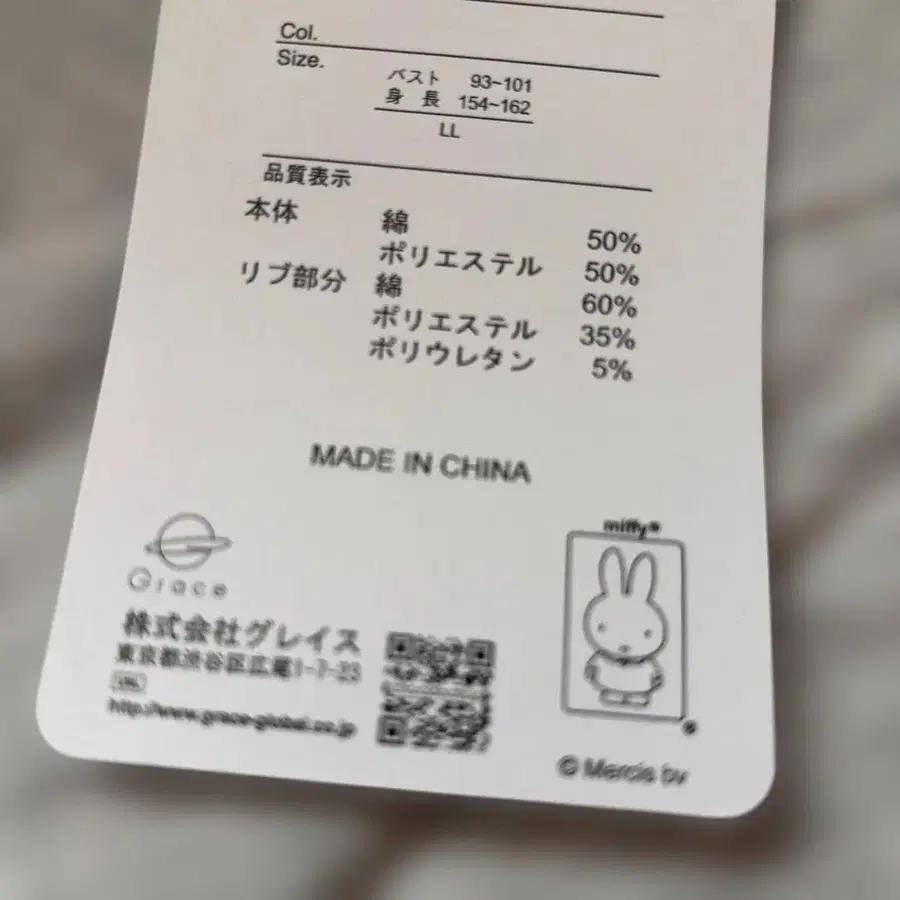 Col.
Size.
バスト 93~101
身 長 154~162
LL
品質表示
本体 綿 50%
ポリエステル 50%
リブ部分 綿 60%
ポリエステル 35%
ポリウレタン 5%
MADE IN CHINA
Grace
株式会社グレイス
東京都渋谷区広尾1-7-23
URL
http://www.grace-global.co.jp
miffy®
© Mercis bv